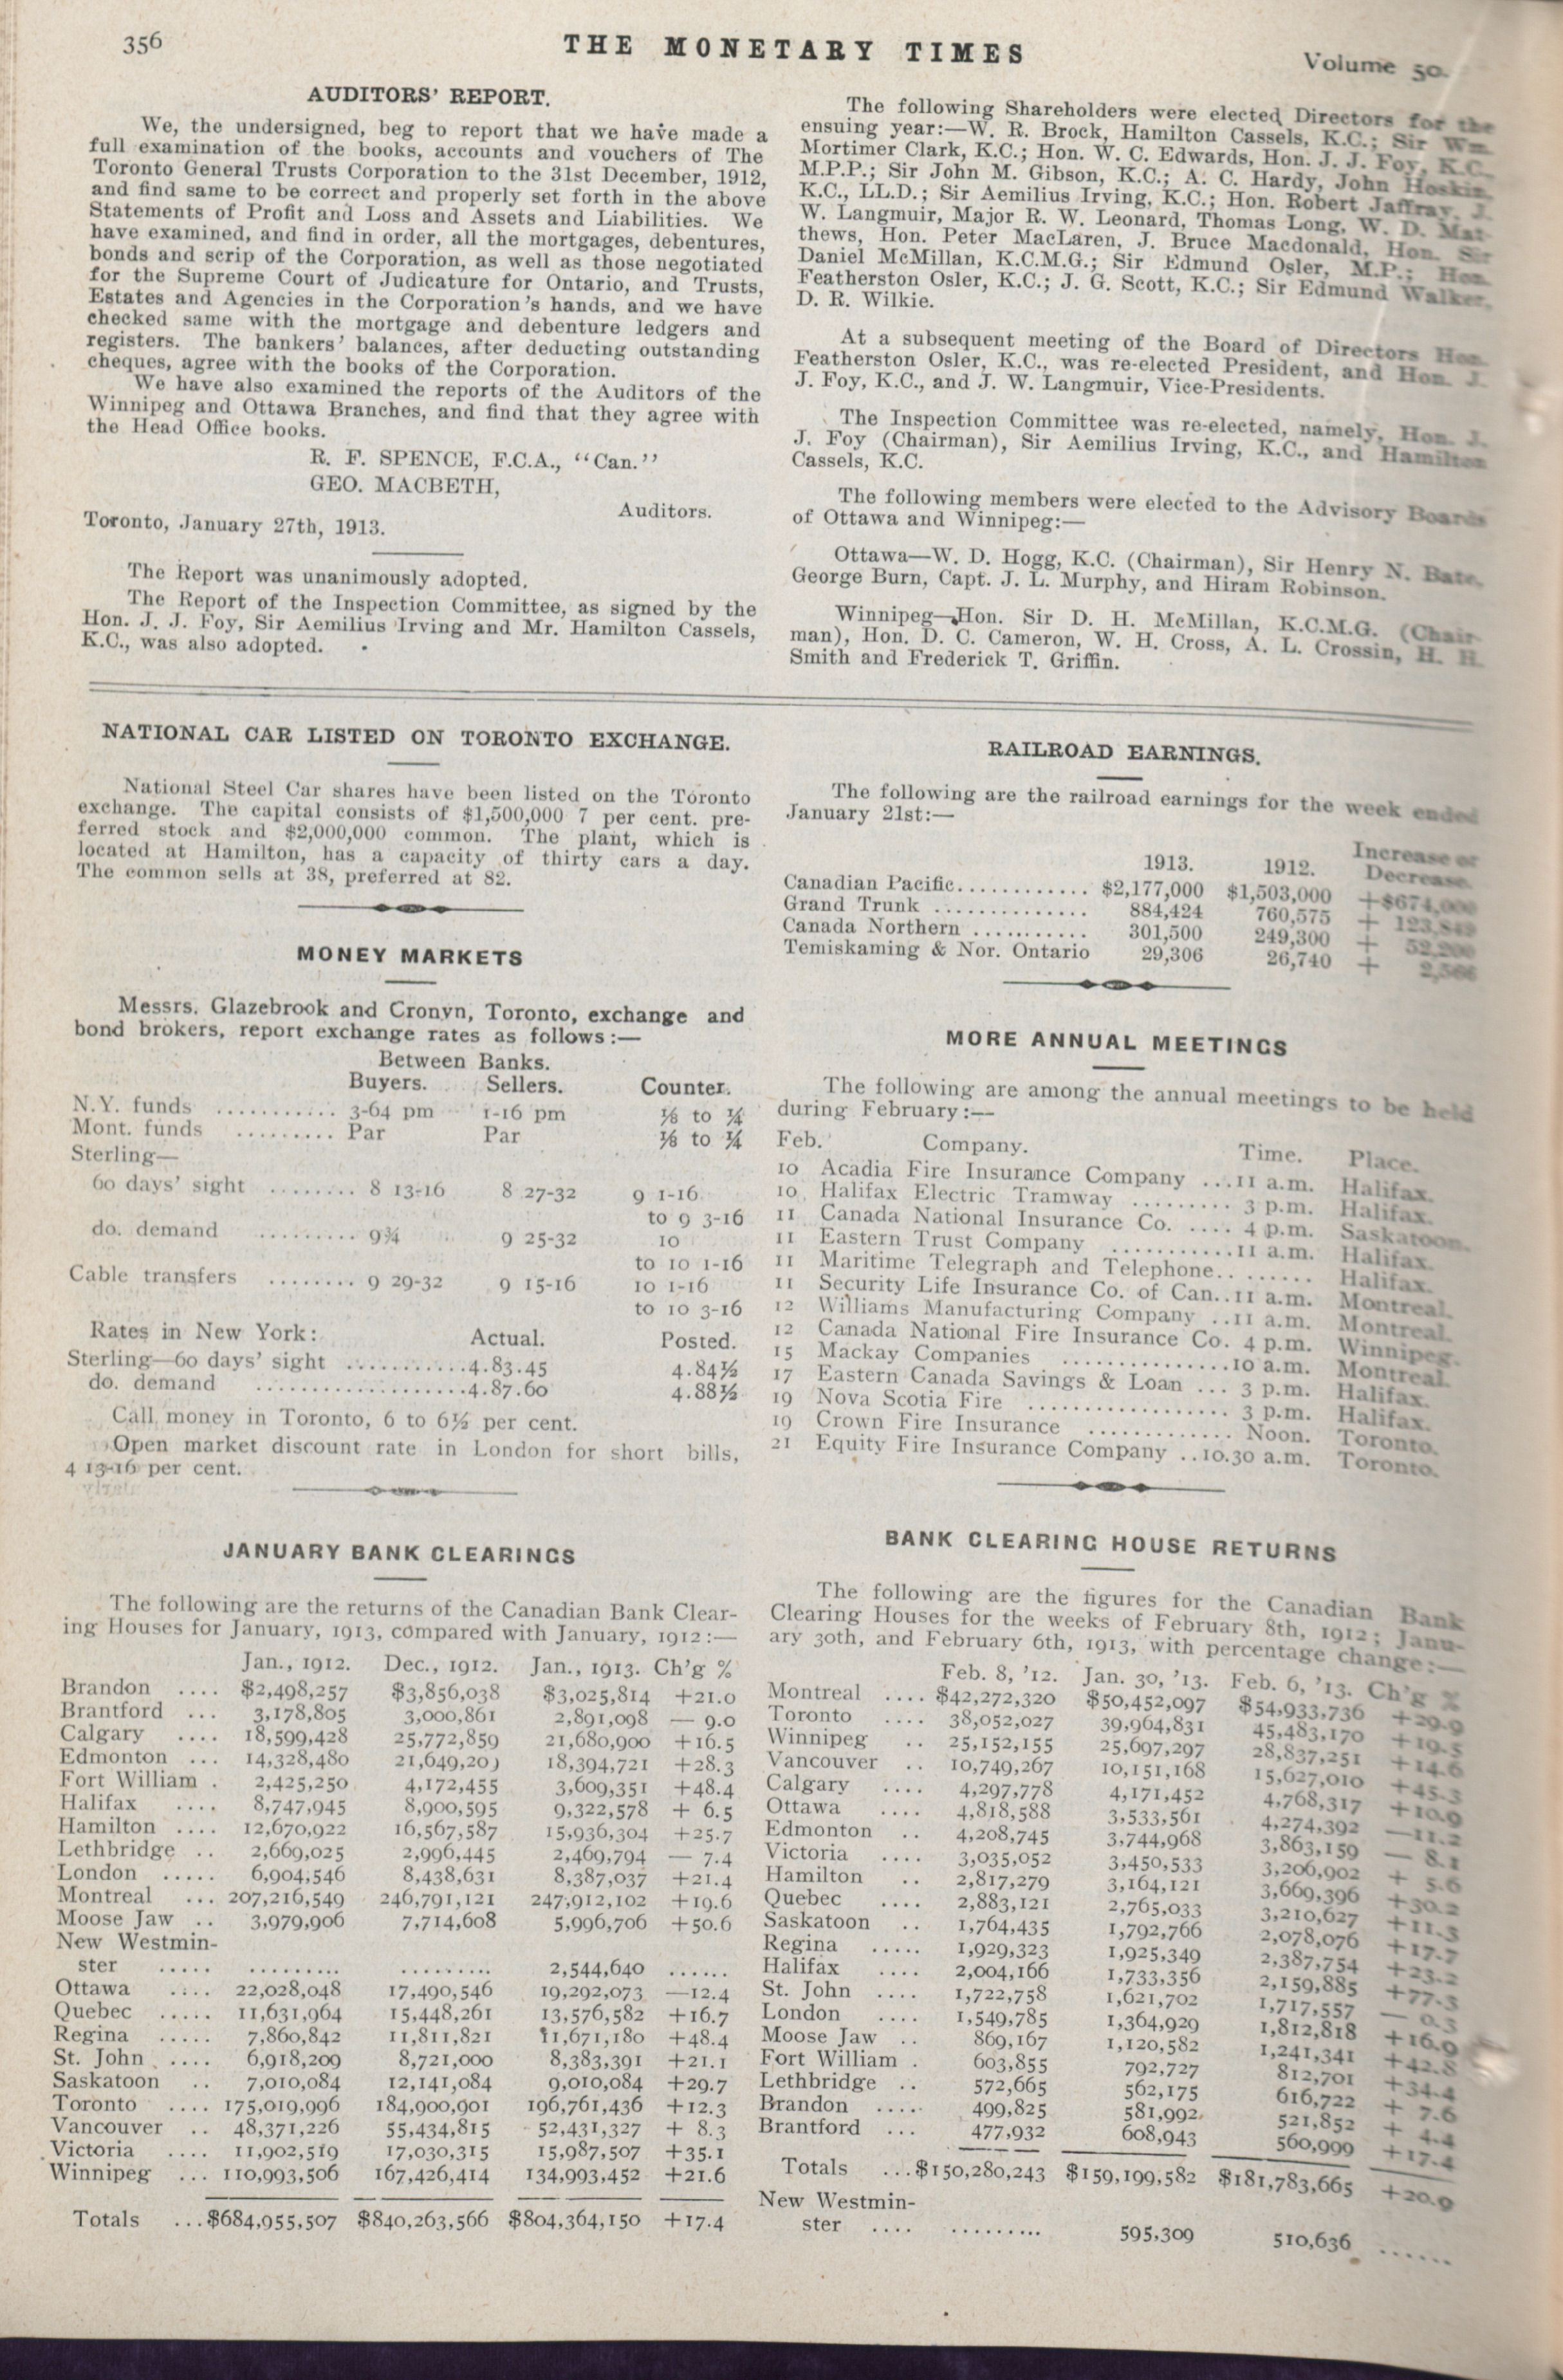 356
THE MONETARY TIMES
Volume 50.
AUDITORS' REPORT.
We, the undersigned, beg to report that we have made a
full examination of the books, accounts and vouchers of The
Toronto General Trusts Corporation to the 31st December, 1912,
and find same to be correct and properly set forth in the above
Statements of Profit and Loss and Assets and Liabilities. We
have examined, and find in order, all the mortgages, debentures,
bonds and scrip of the Corporation, as well as those negotiated
for the Supreme Court of Judicature for Ontario, and Trusts,
Estates and Agencies in the Corporation's hands, and we have
checked same with the mortgage and debenture ledgers and
registers. The bankers' balances, after deducting outstanding
cheques, agree with the books of the Corporation.
We have also examined the reports of the Auditors of the
Winnipeg and Ottawa Branches, and find that they agree with
the Head Office books.
R. F. SPENCE, F.C.A., "Can."
GEO. MACBETH,
Auditors.
Toronto, January 27th, 1913.
The Report was unanimously adopted.
The Report of the Inspection Committee, as signed by the
Hon. J. J. Foy, Sir Aemilius Irving and Mr. Hamilton Cassels,
K.C., was also adopted.
The following Shareholders were elected Directors for the
ensuing year:—W. R. Brock, Hamilton Cassels, K.C.; Sir Wm.
Mortimer Clark, K.C.; Hon. W. C. Edwards, Hon. J. J. Foy, K.C.
M.P.P.; Sir John M. Gibson, K.C.; A. C. Hardy, John Hoskin,
K.C., LL.D.; Sir Aemilius Irving, K.C.; Hon. Robert Jaffray, J.
W. Langmuir, Major R. W. Leonard, Thomas Long, W. D. Mat-
thews, Hon. Peter MacLaren, J. Bruce Macdonald, Hon. Sir
Daniel McMillan, K.C.M.G.; Sir Edmund Osler, M.P.; Hon.
Featherston Osler, K.C.; J. G. Scott, K.C.; Sir Edmund Walker,
D. R. Wilkie.
At a subsequent meeting of the Board of Directors Hon.
Featherston Osler, K.C., was re-elected President, and Hon. J.
J. Foy, K.C., and J. W. Langmuir, Vice-Presidents.
The Inspection Committee was re-elected, namely, Hon. J.
J. Foy (Chairman), Sir Aemilius Irving, K.C., and Hamilton
Cassels, K.C.
The following members were elected to the Advisory Boards
of Ottawa and Winnipeg:—
Ottawa—W. D. Hogg, K.C. (Chairman), Sir Henry N. Bate,
George Burn, Capt. J. L. Murphy, and Hiram Robinson.
Winnipeg—Hon. Sir D. H. McMillan, K.C.M.G. (Chair-
man), Hon. D. C. Cameron, W. H. Cross, A. L. Crossin, H. H.
Smith and Frederick T. Griffin.
NATIONAL CAR LISTED ON TORONTO EXCHANGE.
National Steel Car shares have been listed on the Toronto
exchange. The capital consists of $1,500,000 7 per cent. pre-
ferred stock and $2,000,000 common. The plant, which is
located at Hamilton, has a capacity of thirty cars a day.
The common sells at 38, preferred at 82.
MONEY MARKETS
Messrs. Glazebrook and Cronyn, Toronto, exchange and
bond brokers, report exchange rates as follows:—
Between Banks.
Buyers. Sellers. Counter.
N.Y. funds ........... 3-64 pm 1-16 pm ⅛ to ¼
Mont. funds ......... Par Par ⅛ to ¼
Sterling—
60 days' sight ........ 8 13-16 8 27-32 9 1-16
to 9 3-16
do. demand ......... 9¾ 9 25-32 10
to 10 1-16
Cable transfers ........ 9 29-32 9 15-16 10 1-16
to 10 3-16
Rates in New York: Actual. Posted.
Sterling—60 days' sight ...........4.83.45 4.84½
do. demand ...................4.87.60 4.88½
Call money in Toronto, 6 to 6½ per cent.
Open market discount rate in London for short bills,
4 13-16 per cent.
JANUARY BANK CLEARINGS
The following are the returns of the Canadian Bank Clear-
ing Houses for January, 1913, compared with January, 1912:—
Jan., 1912. Dec., 1912. Jan., 1913. Ch'g %
Brandon .... $2,498,257 $3,856,038 $3,025,814 +21.0
Brantford ... 3,178,805 3,000,861 2,891,098 — 9.0
Calgary .... 18,599,428 25,772,859 21,680,900 +16.5
Edmonton ... 14,328,480 21,649,20 18,394,721 +28.3
Fort William . 2,425,250 4,172,455 3,609,351 +48.4
Halifax .... 8,747,945 8,900,595 9,322,578 + 6.5
Hamilton .... 12,670,922 16,567,587 15,936,304 +25.7
Lethbridge .. 2,669,025 2,996,445 2,469,794 — 7.4
London ..... 6,904,546 8,438,631 8,387,037 +21.4
Montreal ... 207,216,549 246,791,121 247,912,102 +19.6
Moose Jaw .. 3,979,906 7,714,608 5,996,706 +50.6
New Westmin-
ster ..... ......... ......... 2,544,640 ......
Ottawa .... 22,028,048 17,490,546 19,292,073 —12.4
Quebec ..... 11,631,964 15,448,261 13,576,582 +16.7
Regina ..... 7,860,842 11,811,821 11,671,180 +48.4
St. John .... 6,918,209 8,721,000 8,383,391 +21.1
Saskatoon .. 7,010,084 12,141,084 9,010,084 +29.7
Toronto .... 175,019,996 184,900,901 196,761,436 +12.3
Vancouver .. 48,371,226 55,434,815 52,431,327 + 8.3
Victoria .... 11,902,519 17,030,315 15,987,507 +35.1
Winnipeg ... 110,993,506 167,426,414 134,993,452 +21.6
Totals ...$684,955,507 $840,263,566 $804,364,150 +17.4
RAILROAD EARNINGS.
The following are the railroad earnings for the week ended
January 21st:—
Increase or
1913. 1912. Decrease.
Canadian Pacific............ $2,177,000 $1,503,000 +$674,000
Grand Trunk .............. 884,424 760,575 + 123,849
Canada Northern ........... 301,500 249,300 + 52,200
Temiskaming & Nor. Ontario 29,306 26,740 + 2,566
MORE ANNUAL MEETINGS
The following are among the annual meetings to be held
during February:—
Feb. Company. Time. Place.
10 Acadia Fire Insurance Company ...11 a.m. Halifax.
10 Halifax Electric Tramway ......... 3 p.m. Halifax.
11 Canada National Insurance Co. .... 4 p.m. Saskatoon.
11 Eastern Trust Company ...........11 a.m. Halifax.
11 Maritime Telegraph and Telephone........ Halifax.
11 Security Life Insurance Co. of Can..11 a.m. Montreal.
12 Williams Manufacturing Company ..11 a.m. Montreal.
12 Canada National Fire Insurance Co. 4 p.m. Winnipeg.
15 Mackay Companies ...............10 a.m. Montreal.
17 Eastern Canada Savings & Loan ... 3 p.m. Halifax.
19 Nova Scotia Fire .................. 3 p.m. Halifax.
19 Crown Fire Insurance ............. Noon. Toronto.
21 Equity Fire Insurance Company ..10.30 a.m. Toronto.
BANK CLEARING HOUSE RETURNS
The following are the figures for the Canadian Bank
Clearing Houses for the weeks of February 8th, 1912; Janu-
ary 30th, and February 6th, 1913, with percentage change:—
Feb. 8, '12. Jan. 30, '13. Feb. 6, '13. Ch'g %
Montreal .... $42,272,320 $50,452,097 $54,933,736 +29.9
Toronto .... 38,052,027 39,964,831 45,483,170 +19.5
Winnipeg .. 25,152,155 25,697,297 28,837,251 +14.6
Vancouver .. 10,749,267 10,151,168 15,627,010 +45.3
Calgary .... 4,297,778 4,171,452 4,768,317 +10.9
Ottawa .... 4,818,588 3,533,561 4,274,392 —11.2
Edmonton .. 4,208,745 3,744,968 3,863,159 — 8.1
Victoria .... 3,035,052 3,450,533 3,206,902 + 5.6
Hamilton .. 2,817,279 3,164,121 3,669,396 +30.2
Quebec .... 2,883,121 2,765,033 3,210,627 +11.3
Saskatoon .. 1,764,435 1,792,766 2,078,076 +17.7
Regina ..... 1,929,323 1,925,349 2,387,754 +23.2
Halifax .... 2,004,166 1,733,356 2,159,885 +77.3
St. John .... 1,722,758 1,621,702 1,717,557 — 0.3
London .... 1,549,785 1,364,929 1,812,818 +16.9
Moose Jaw .. 869,167 1,120,582 1,241,341 +42.8
Fort William . 603,855 792,727 812,701 +34.4
Lethbridge .. 572,665 562,175 616,722 + 7.6
Brandon .... 499,825 581,992 521,852 + 4.4
Brantford ... 477,932 608,943 560,999 +17.4
Totals ...$150,280,243 $159,199,582 $181,783,665 +20.9
New Westmin-
ster .... ......... 595,309 510,636 ......